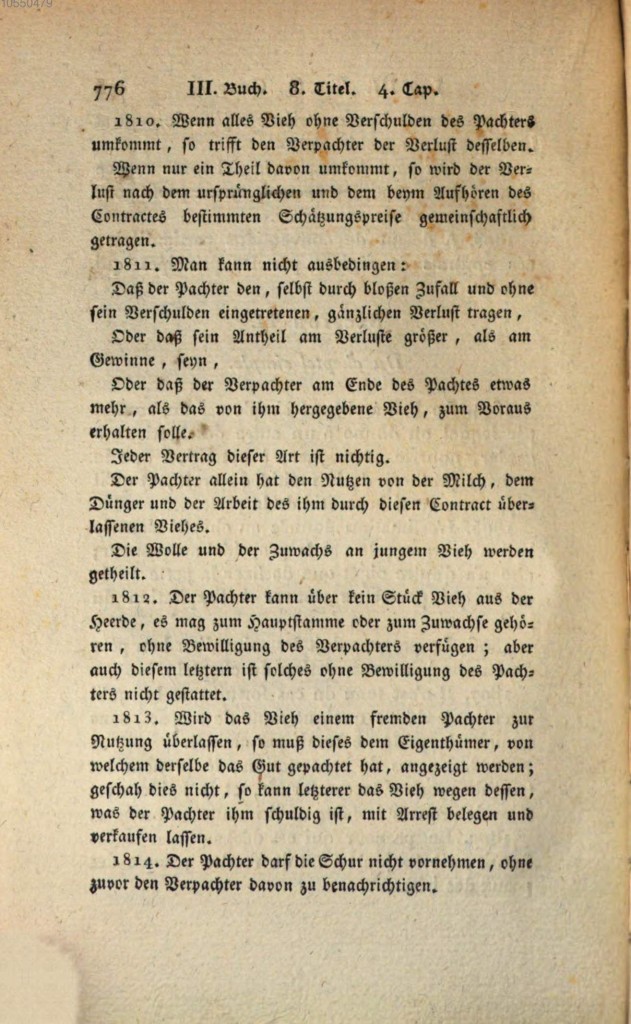 10550479
776 III. Buch. 8. Titel. 4. Cap.
1810. Wenn alles Vieh ohne Verschulden des Pachters
umkommt, so trifft den Verpachter der Verlust desselben.
Wenn nur ein Theil davon umkommt, so wird der Ver=
lust nach dem ursprünglichen und dem beym Aufhören des
Contractes bestimmten Schätzungspreise gemeinschaftlich
getragen.
1811. Man kann nicht ausbedingen:
Daß der Pachter den, selbst durch bloßen Zufall und ohne
sein Verschulden eingetretenen, gänzlichen Verlust tragen,
Oder daß sein Antheil am Verluste größer, als am
Gewinne, seyn,
Oder daß der Verpachter am Ende des Pachtes etwas
mehr, als das von ihm hergegebene Vieh, zum Voraus
erhalten solle.
Jeder Vertrag dieser Art ist nichtig.
Der Pachter allein hat den Nutzen von der Milch, dem
Dünger und der Arbeit des ihm durch diesen Contract über=
lassenen Viehes.
Die Wolle und der Zuwachs an jungem Vieh werden
getheilt.
1812. Der Pachter kann über kein Stück Vieh aus der
Heerde, es mag zum Hauptstamme oder zum Zuwachse gehö=
ren, ohne Bewilligung des Verpachters verfügen; aber
auch diesem letztern ist solches ohne Bewilligung des Pach=
ters nicht gestattet.
1813. Wird das Vieh einem fremden Pachter zur
Nutzung überlassen, so muß dieses dem Eigenthümer, von
welchem derselbe das Gut gepachtet hat, angezeigt werden;
geschah dies nicht, so kann letzterer das Vieh wegen dessen,
was der Pachter ihm schuldig ist, mit Arrest belegen und
verkaufen lassen.
1814. Der Pachter darf die Schur nicht vornehmen, ohne
zuvor den Verpachter davon zu benachrichtigen.